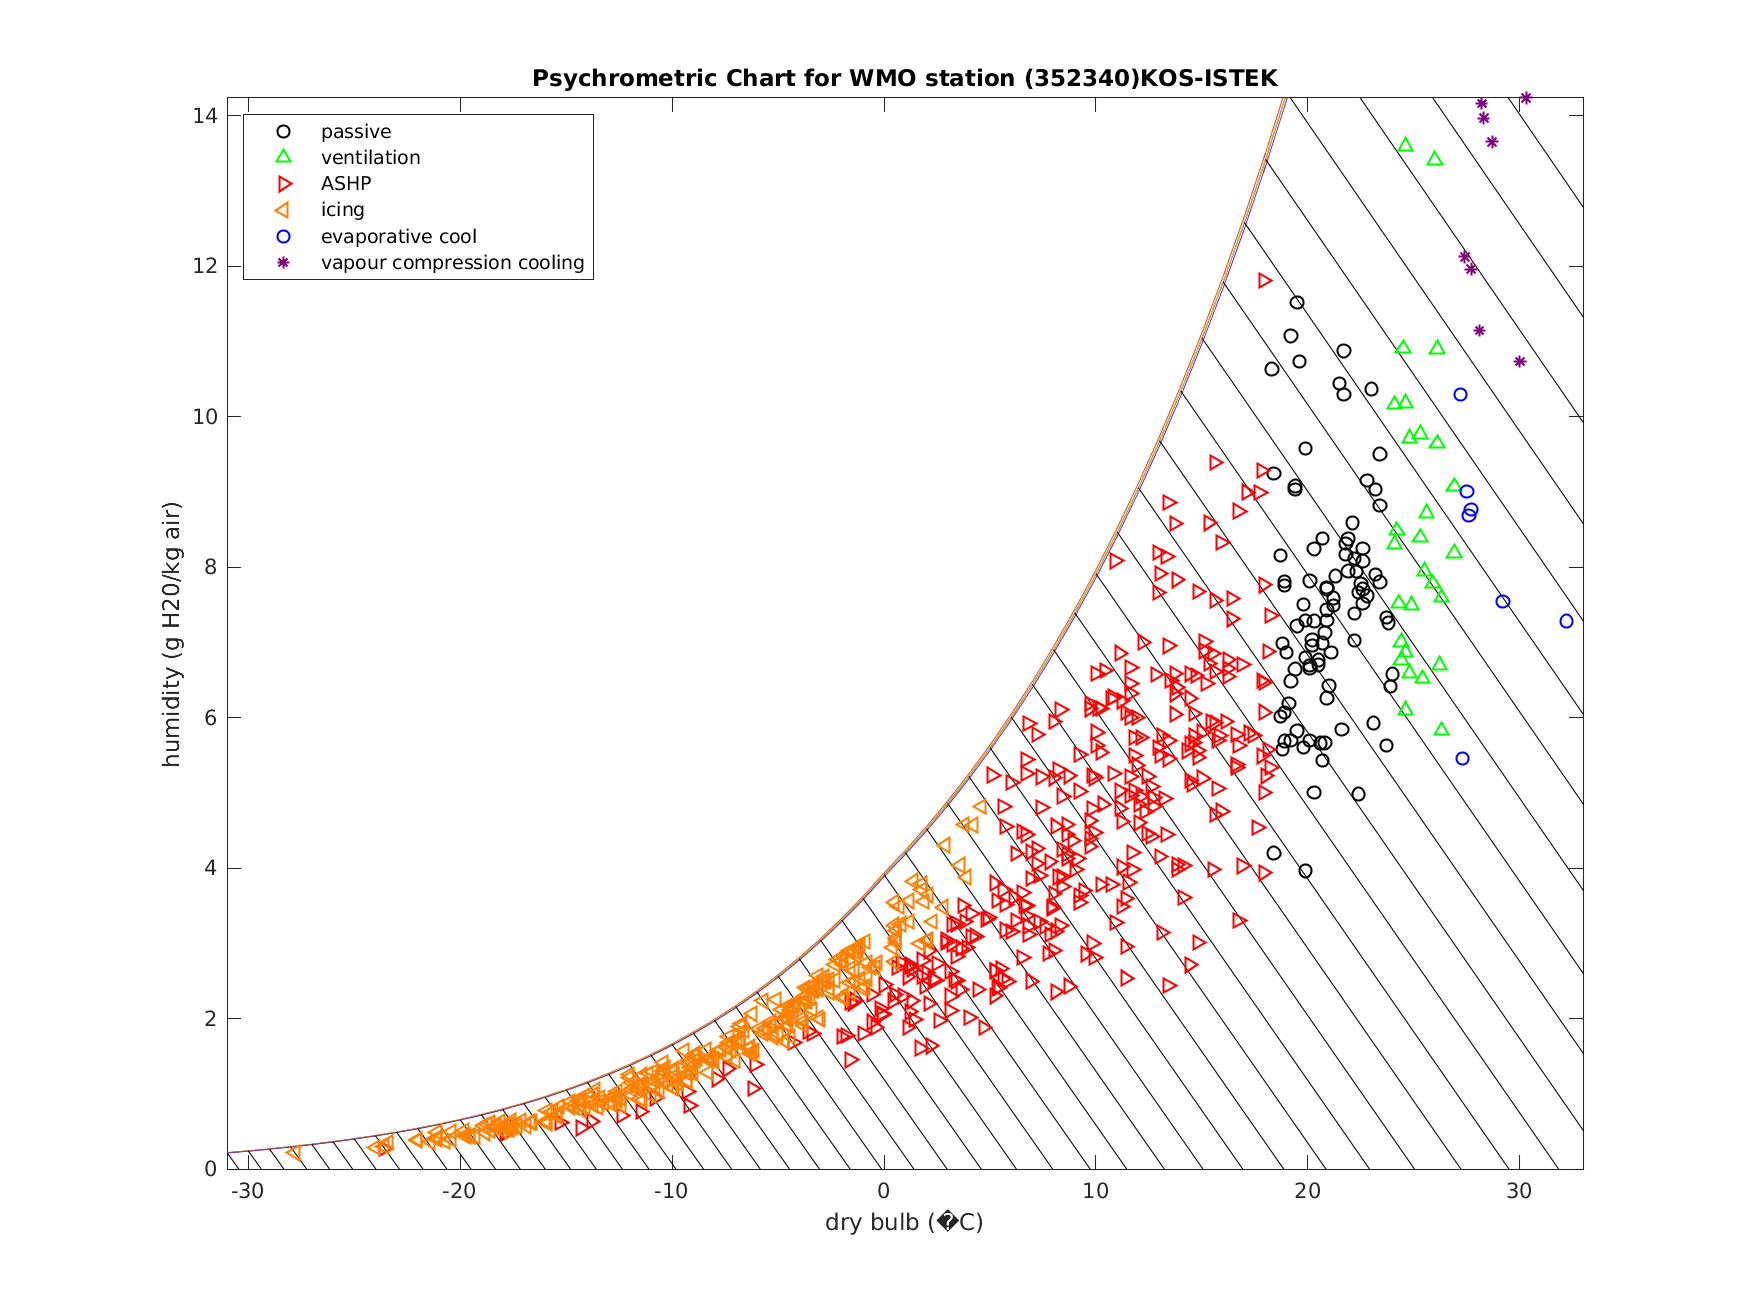 Psychrometric Chart for WMO station (352340)KOS-ISTEK
passive
ventilation
ASHP
icing
evaporative cool
vapour compression cooling
14
12
10
8
6
4
2
0
humidity (g H20/kg air)
-30
-20
-10
0
10
20
30
dry bulb (�C)